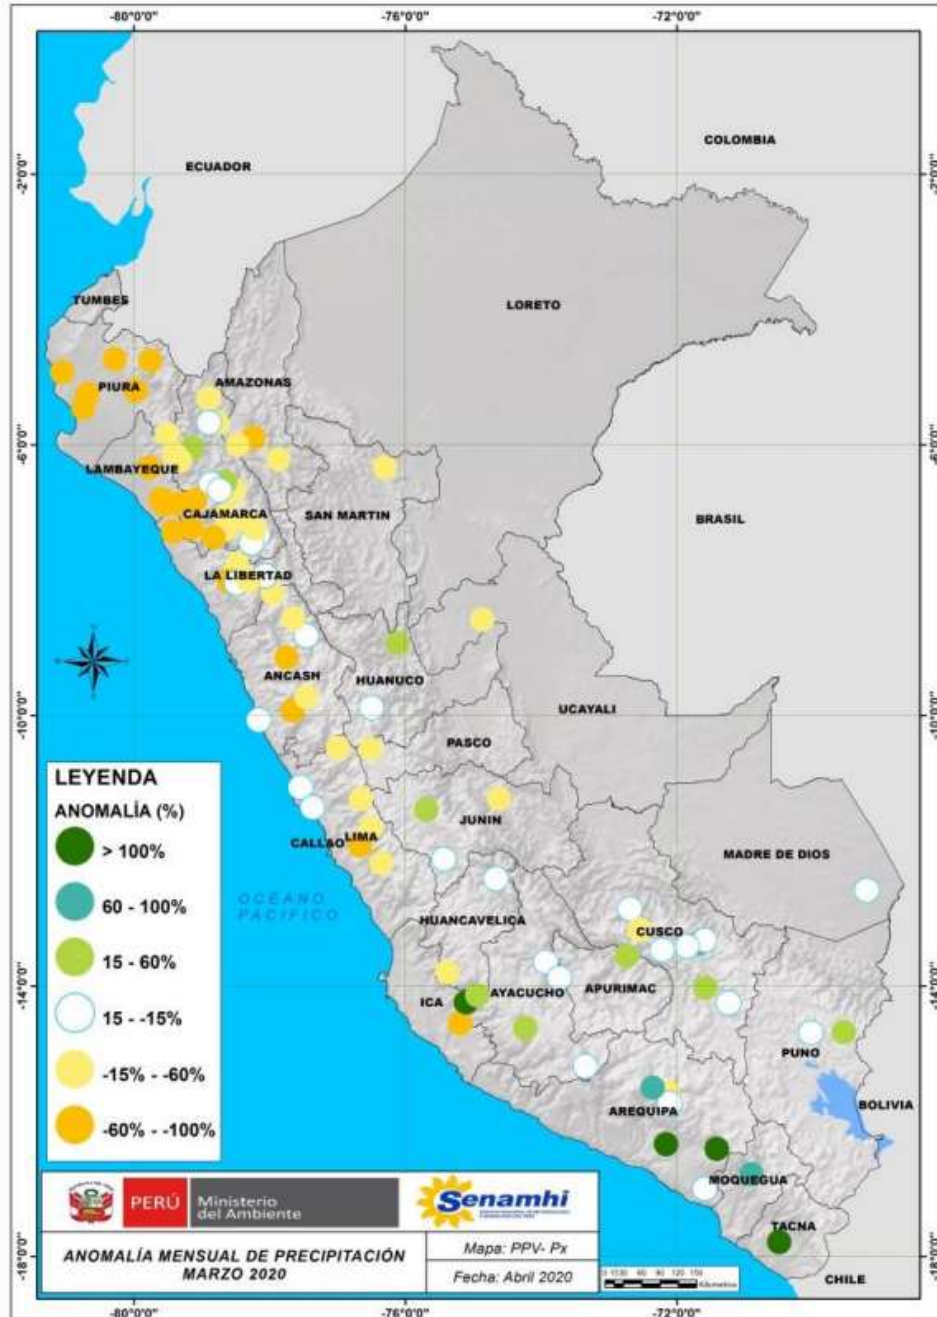 -80°0'0" -76°0'0" -72°0'0"
COLOMBIA
ECUADOR
-2°0'0" -2°0'0"
TUMBES
LORETO
PIURA
AMAZONAS
-6°0'0" -6°0'0"
LAMBAYEQUE
CAJAMARCA
SAN MARTIN
BRASIL
LA LIBERTAD
ANCASH
HUANUCO
UCAYALI
-10°0'0" -10°0'0"
PASCO
LEYENDA
ANOMALÍA (%)
> 100%
60 - 100%
15 - 60%
15 - -15%
-15% - -60%
-60% - -100%
JUNIN
CALLAO
LIMA
MADRE DE DIOS
OCEANO
PACIFICO
HUANCAVELICA
CUSCO
-14°0'0" -14°0'0"
ICA
AYACUCHO
APURIMAC
PUNO
AREQUIPA
BOLIVIA
MOQUEGUA
TACNA
CHILE
-18°0'0" -18°0'0"
PERÚ
Ministerio
del Ambiente
Senamhi
ANOMALÍA MENSUAL DE PRECIPITACIÓN
MARZO 2020
Mapa: PPV- Px
Fecha: Abril 2020
Kilometros
-80°0'0" -76°0'0" -72°0'0"